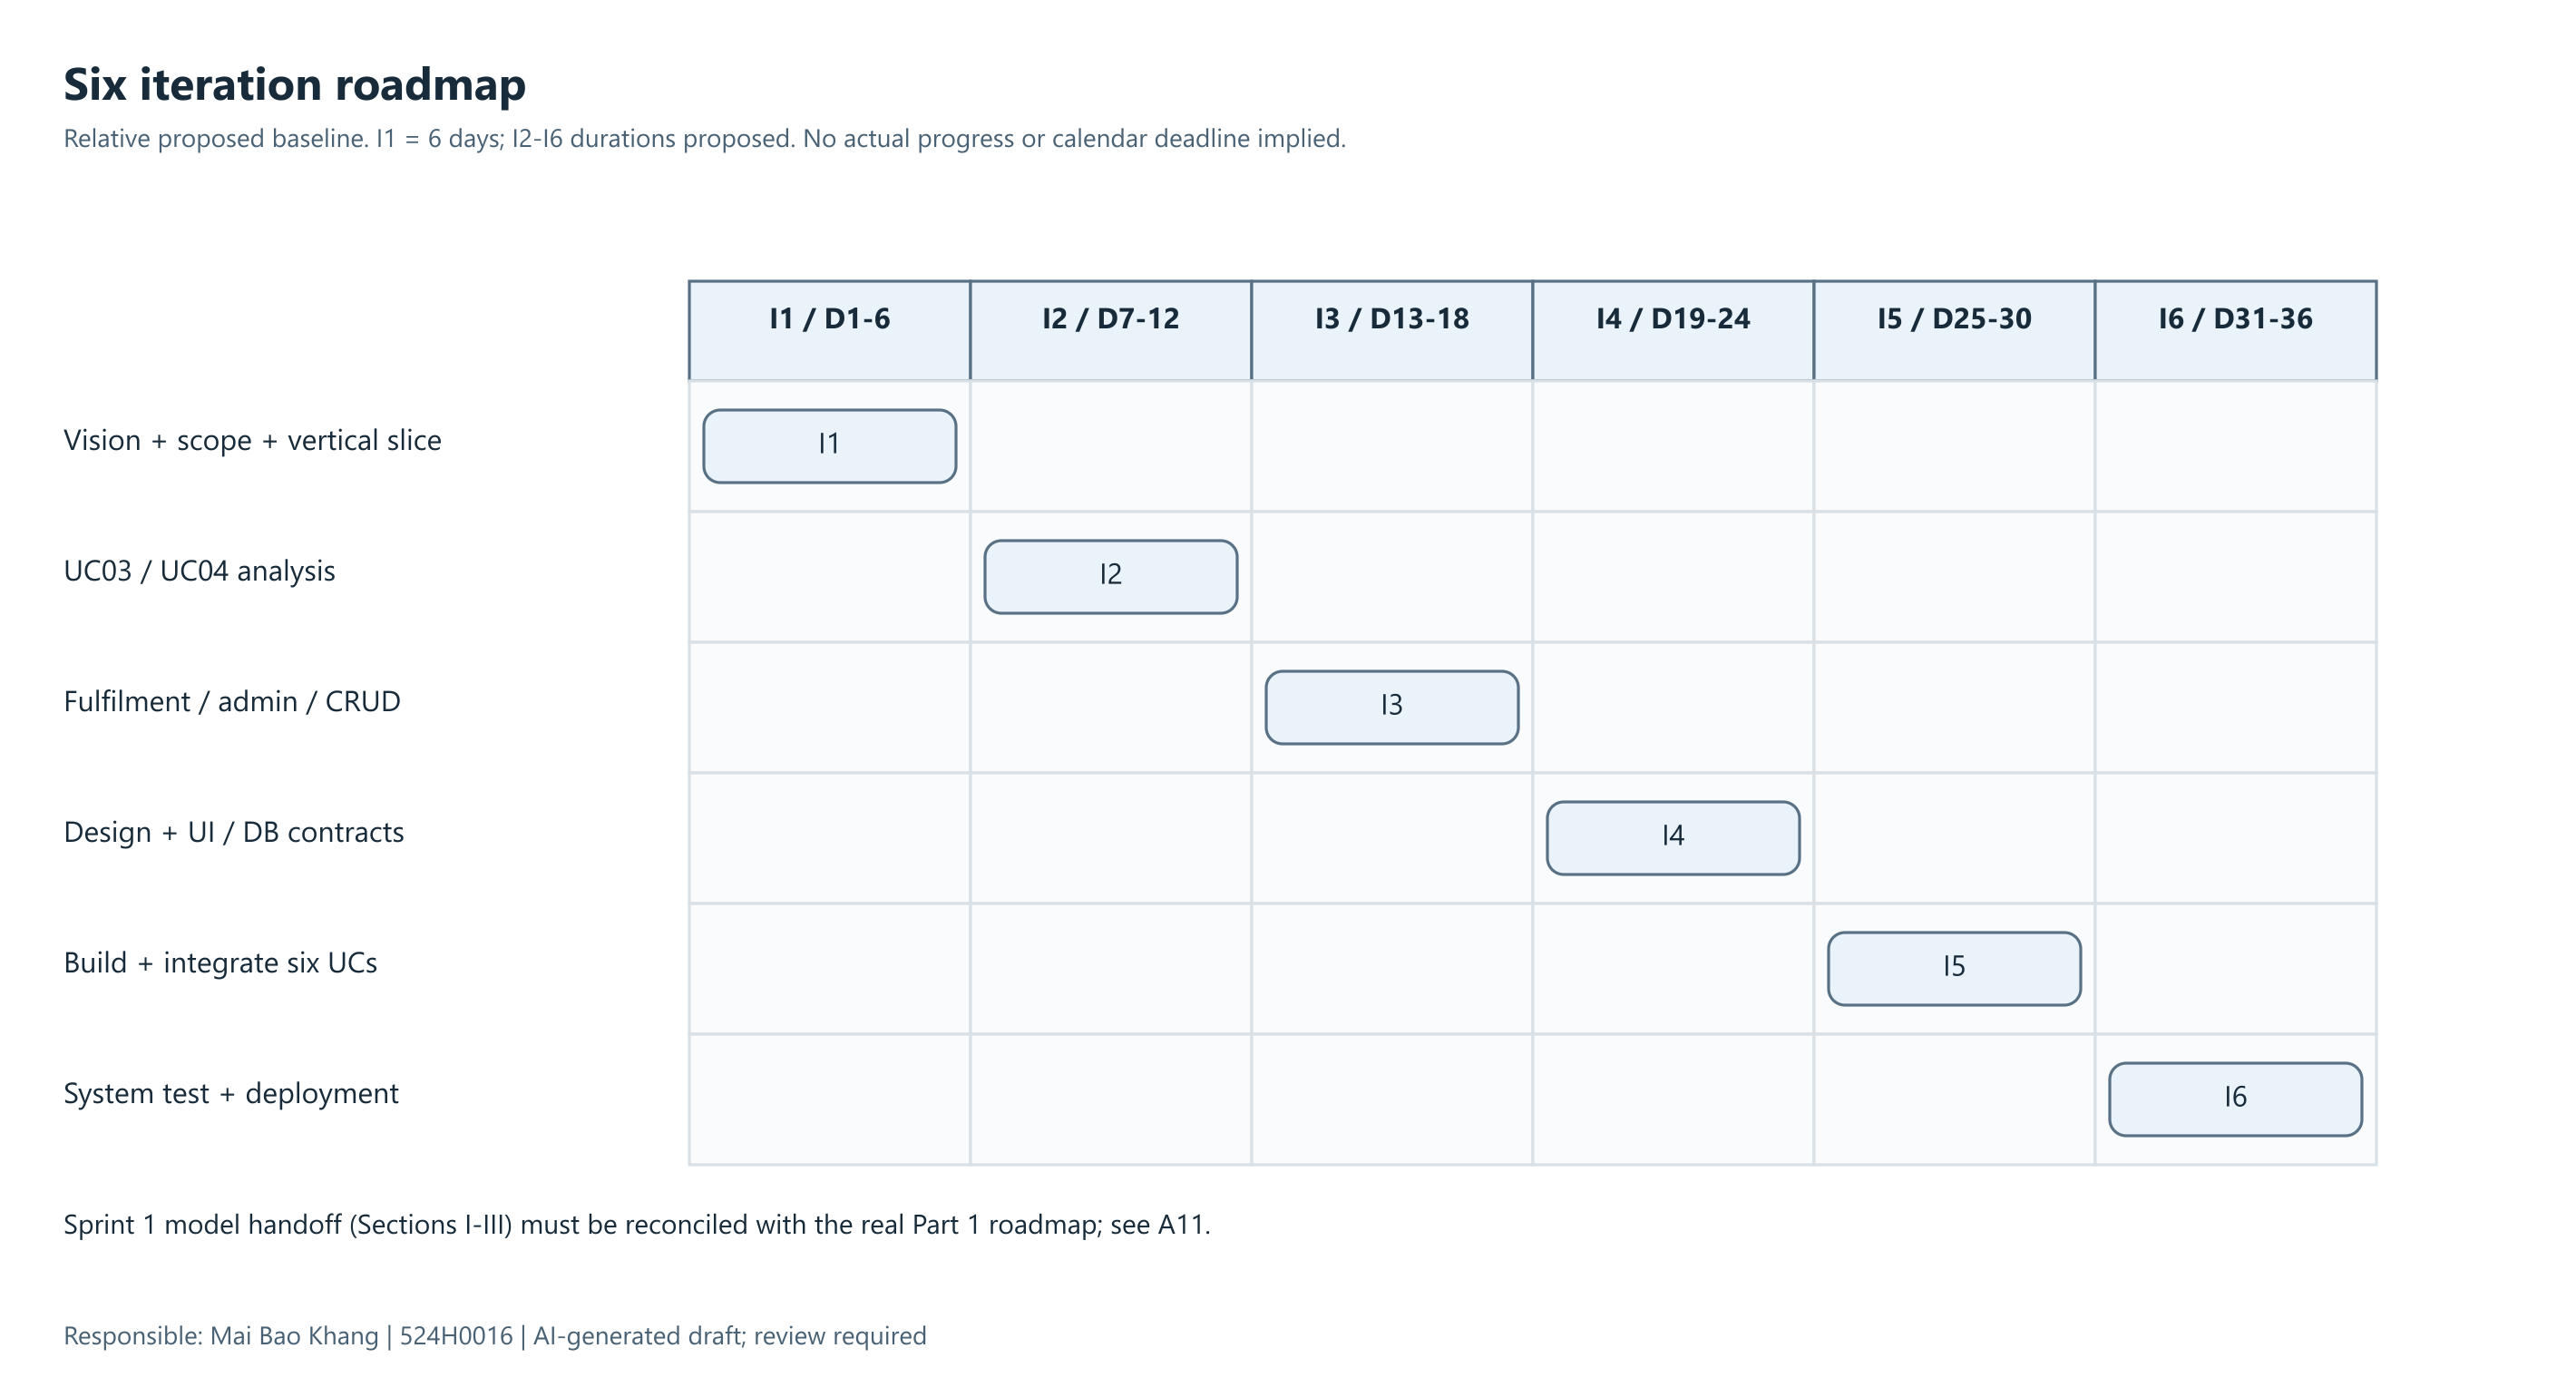 Six iteration roadmap
Relative proposed baseline. I1 = 6 days; I2-I6 durations proposed. No actual progress or calendar deadline implied.
I1 / D1-6 I2 / D7-12 I3 / D13-18 I4 / D19-24 I5 / D25-30 I6 / D31-36
Vision + scope + vertical slice I1
UC03 / UC04 analysis I2
Fulfilment / admin / CRUD I3
Design + UI / DB contracts I4
Build + integrate six UCs I5
System test + deployment I6
Sprint 1 model handoff (Sections I-III) must be reconciled with the real Part 1 roadmap; see A11.
Responsible: Mai Bao Khang | 524H0016 | AI-generated draft; review required